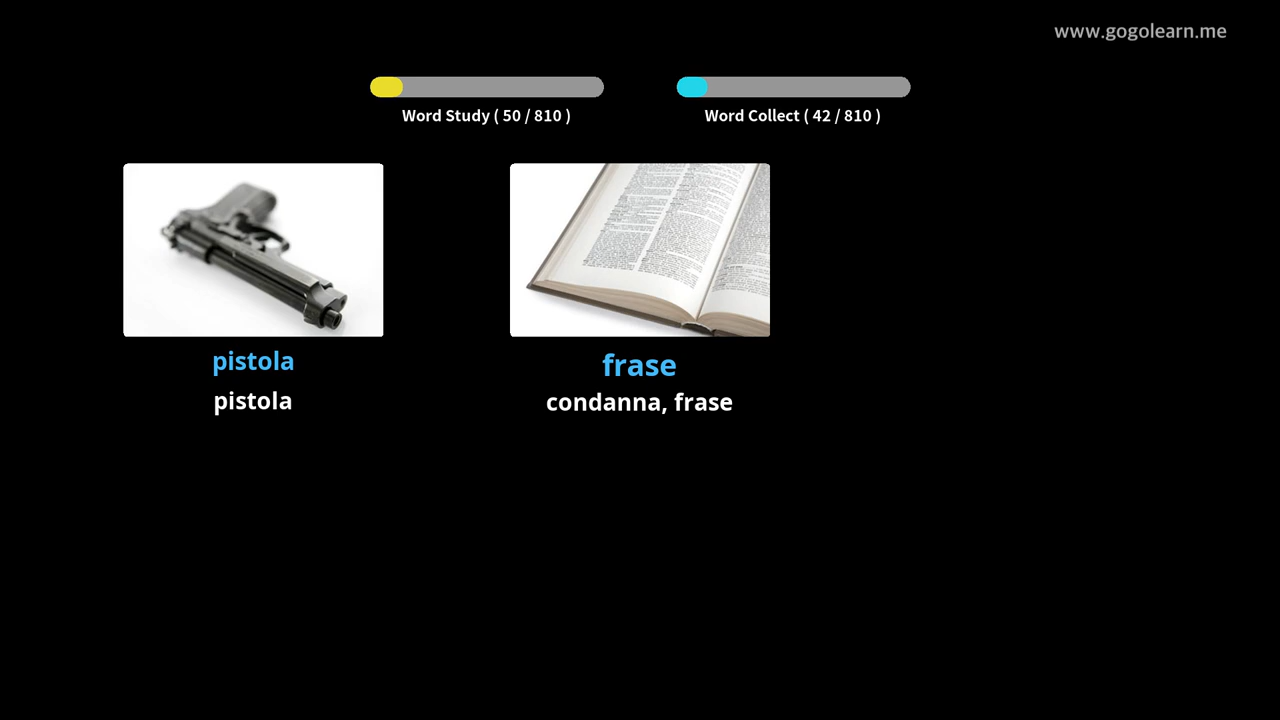 www.gogolearn.me
Word Study ( 50 / 810 )
Word Collect ( 42 / 810 )
pistola
pistola
frase
condanna, frase